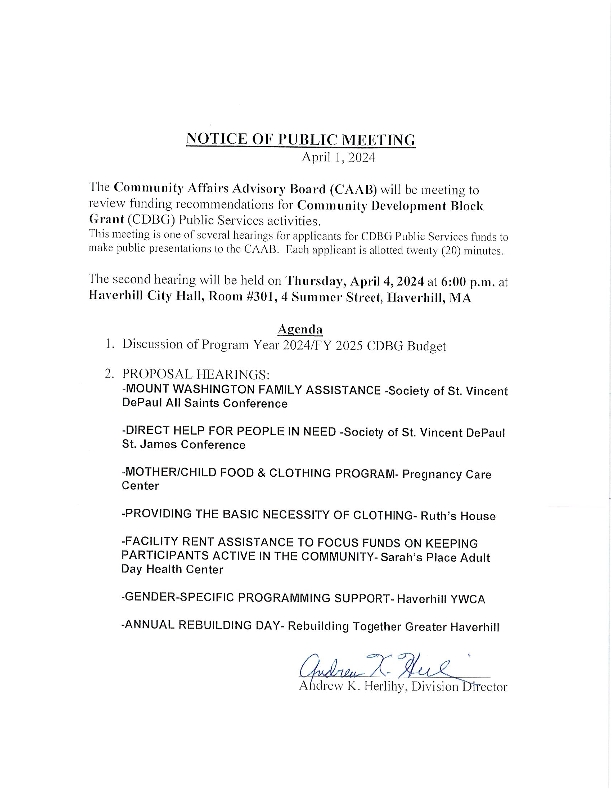 NOTICE OF PUBLIC MEETING
April 1, 2024
The Community Affairs Advisory Board (CAAB) will be meeting to
review funding recommendations for Community Development Block
Grant (CDBG) Public Services activities.
This meeting is one of several hearings for applicants for CDBG Public Services funds to
make public presentations to the CAAB. Each applicant is allotted twenty (20) minutes.
The second hearing will be held on Thursday, April 4, 2024 at 6:00 p.m. at
Haverhill City Hall, Room #301, 4 Summer Street, Haverhill, MA
Agenda
1. Discussion of Program Year 2024/FY 2025 CDBG Budget
2. PROPOSAL HEARINGS:
-MOUNT WASHINGTON FAMILY ASSISTANCE -Society of St. Vincent
DePaul All Saints Conference
-DIRECT HELP FOR PEOPLE IN NEED -Society of St. Vincent DePaul
St. James Conference
-MOTHER/CHILD FOOD & CLOTHING PROGRAM- Pregnancy Care
Center
-PROVIDING THE BASIC NECESSITY OF CLOTHING- Ruth's House
-FACILITY RENT ASSISTANCE TO FOCUS FUNDS ON KEEPING
PARTICIPANTS ACTIVE IN THE COMMUNITY- Sarah's Place Adult
Day Health Center
-GENDER-SPECIFIC PROGRAMMING SUPPORT- Haverhill YWCA
-ANNUAL REBUILDING DAY- Rebuilding Together Greater Haverhill
Andrew K. Herlihy, Division Director